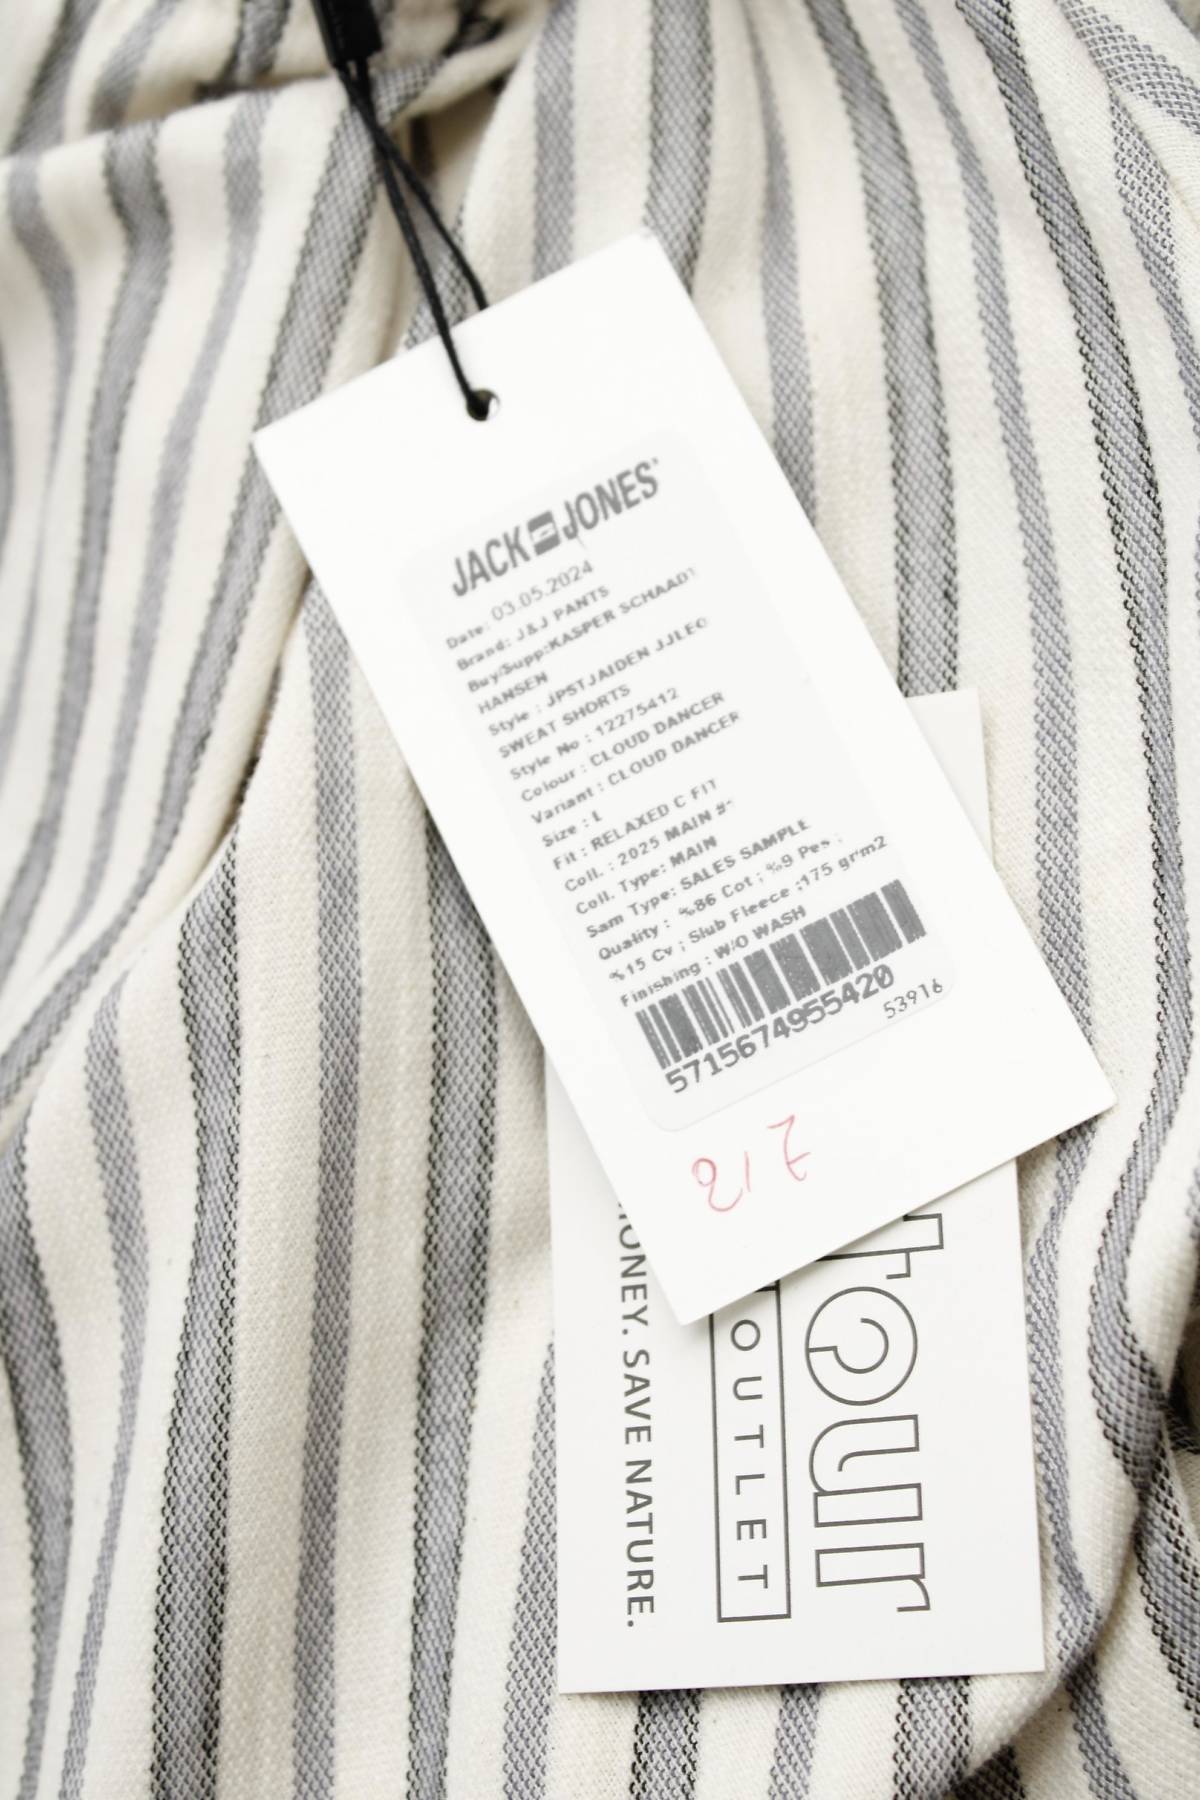 JACK JONES
Date: 03.05.2024
Brand: J&J PANTS
Buy/Supp:KASPER SCHAADT
HANSEN
Style : JPSTJAIDEN JJLEO
SWEAT SHORTS
Style No : 12275412
Colour : CLOUD DANCER
Variant : CLOUD DANCER
Size : L
Fit : RELAXED C FIT
Coll. : 2025 MAIN
Coll. Type: MAIN
Sam Type: SALES SAMPLE
Quality : %86 Cot ; %9 Pes ;
%15 Cv ; Slub Fleece ;175 gr/m2
Finishing : W/O WASH
5715674955420
53916
OUTLET
MONEY. SAVE NATURE.